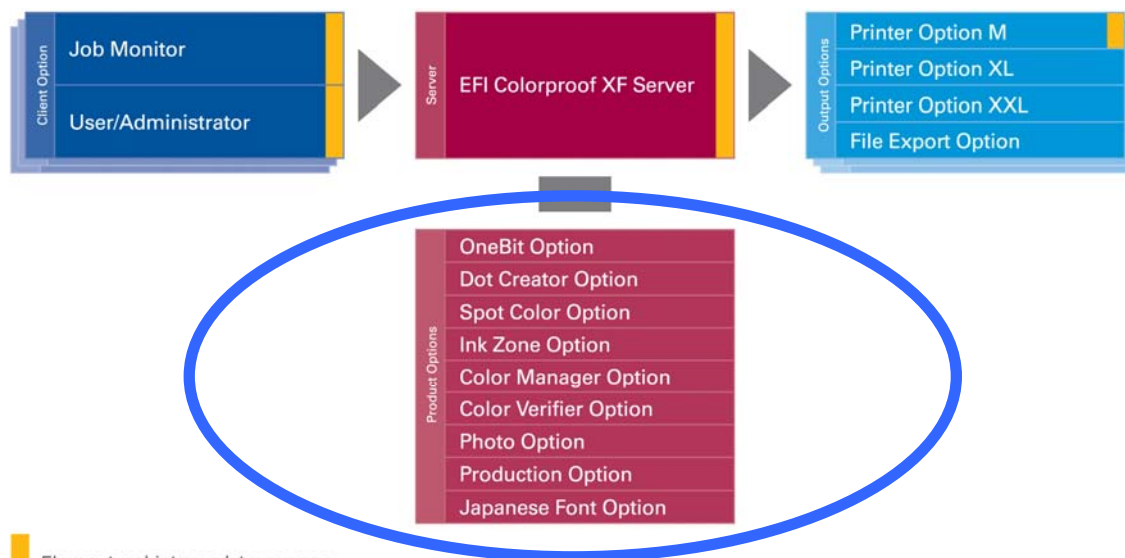 Client Option
Job Monitor
User/Administrator
Server
EFI Colorproof XF Server
Output Options
Printer Option M
Printer Option XL
Printer Option XXL
File Export Option
Product Options
OneBit Option
Dot Creator Option
Spot Color Option
Ink Zone Option
Color Manager Option
Color Verifier Option
Photo Option
Production Option
Japanese Font Option